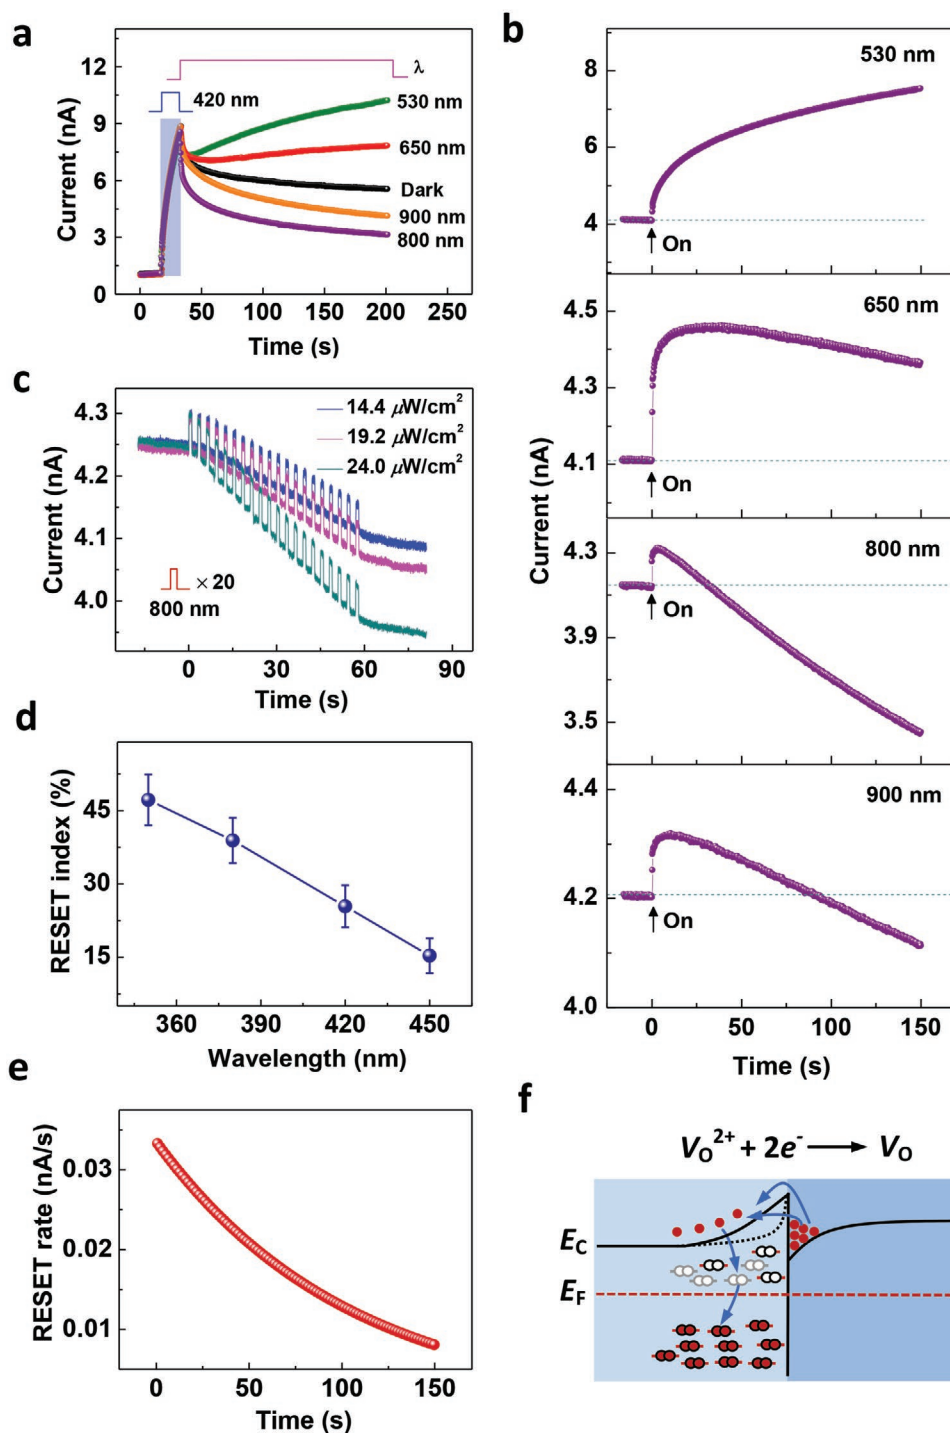 a
12
9
6
3
0
Current (nA)
λ
420 nm
530 nm
650 nm
Dark
900 nm
800 nm
0 50 100 150 200 250
Time (s)
b
530 nm
8
6
4
On
650 nm
4.5
4.3
4.1
On
800 nm
4.3
3.9
3.5
On
900 nm
4.4
4.2
4.0
On
Current (nA)
0 50 100 150
Time (s)
c
4.3
4.2
4.1
4.0
Current (nA)
14.4 μW/cm²
19.2 μW/cm²
24.0 μW/cm²
× 20
800 nm
0 30 60 90
Time (s)
d
45
30
15
RESET index (%)
360 390 420 450
Wavelength (nm)
e
0.03
0.02
0.01
RESET rate (nA/s)
0 50 100 150
Time (s)
f
V_O²⁺ + 2e⁻ ⟶ V_O
E_C
E_F